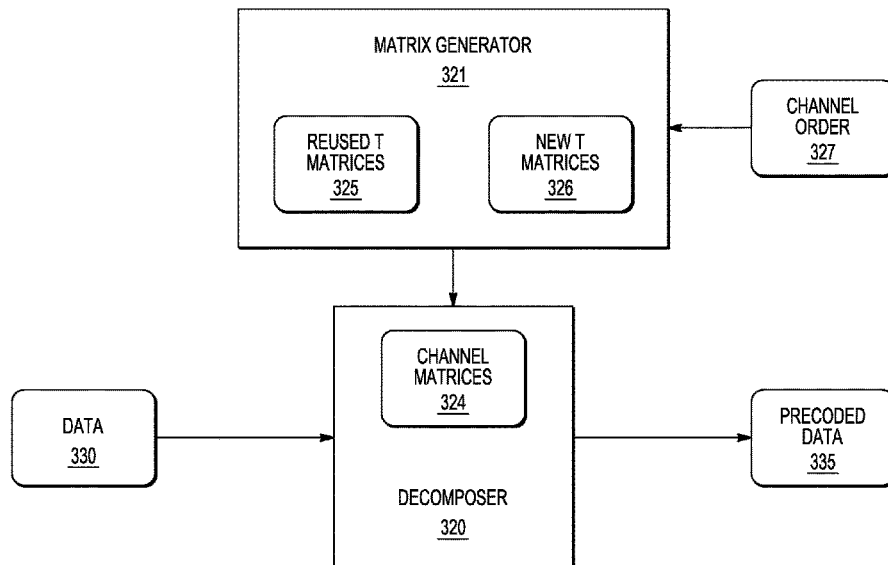 MATRIX GENERATOR
321
REUSED T
MATRICES
325
NEW T
MATRICES
326
CHANNEL
ORDER
327
CHANNEL
MATRICES
324
DATA
330
DECOMPOSER
320
PRECODED
DATA
335